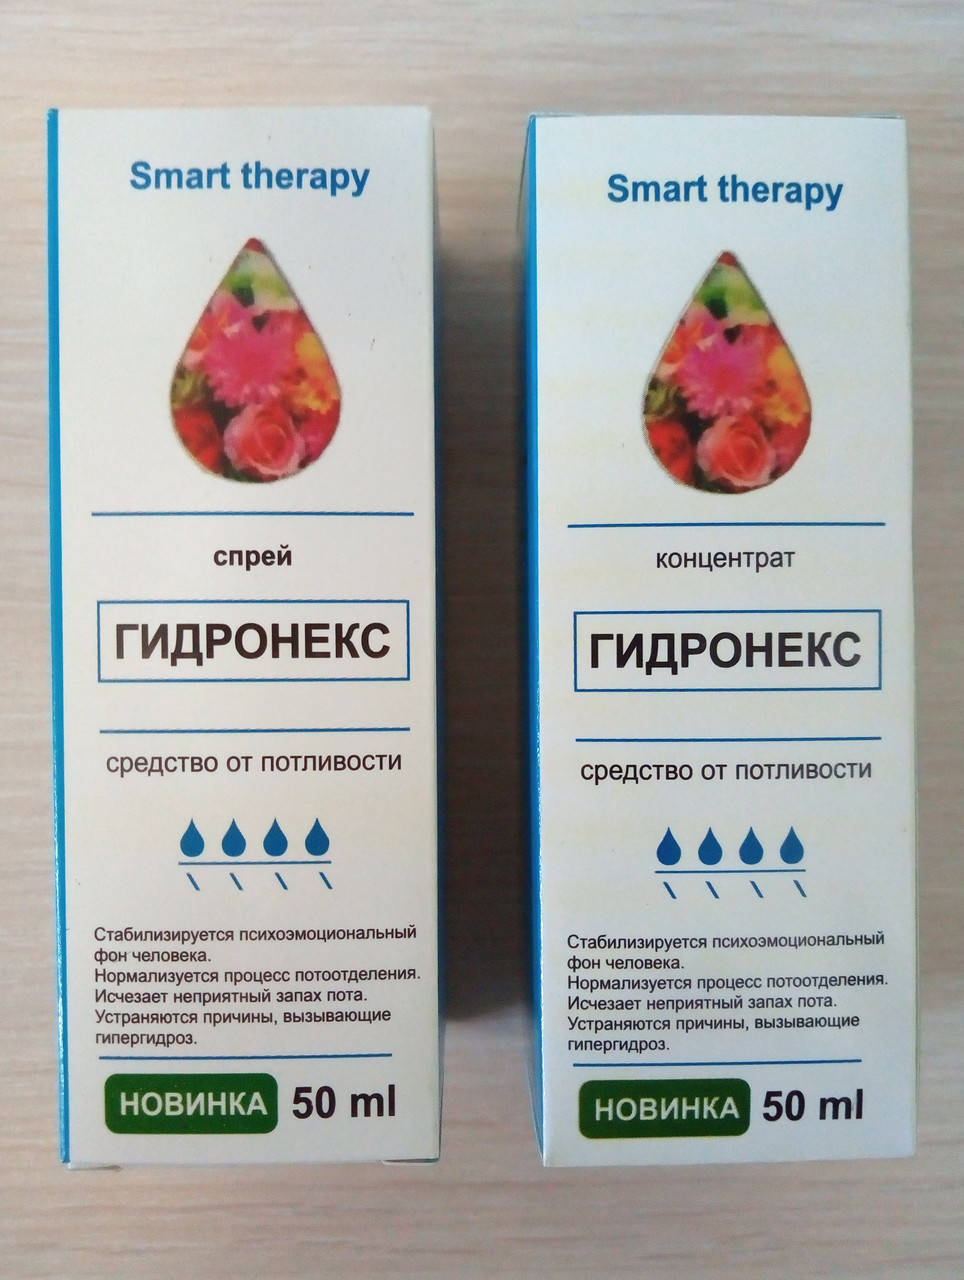 Smart therapy
спрей
ГИДРОНЕКС
средство от потливости
Стабилизируется психоэмоциональный
фон человека.
Нормализуется процесс потоотделения.
Исчезает неприятный запах пота.
Устраняются причины, вызывающие
гипергидроз.
НОВИНКА 50 ml
Smart therapy
концентрат
ГИДРОНЕКС
средство от потливости
Стабилизируется психоэмоциональный
фон человека.
Нормализуется процесс потоотделения.
Исчезает неприятный запах пота.
Устраняются причины, вызывающие
гипергидроз.
НОВИНКА 50 ml